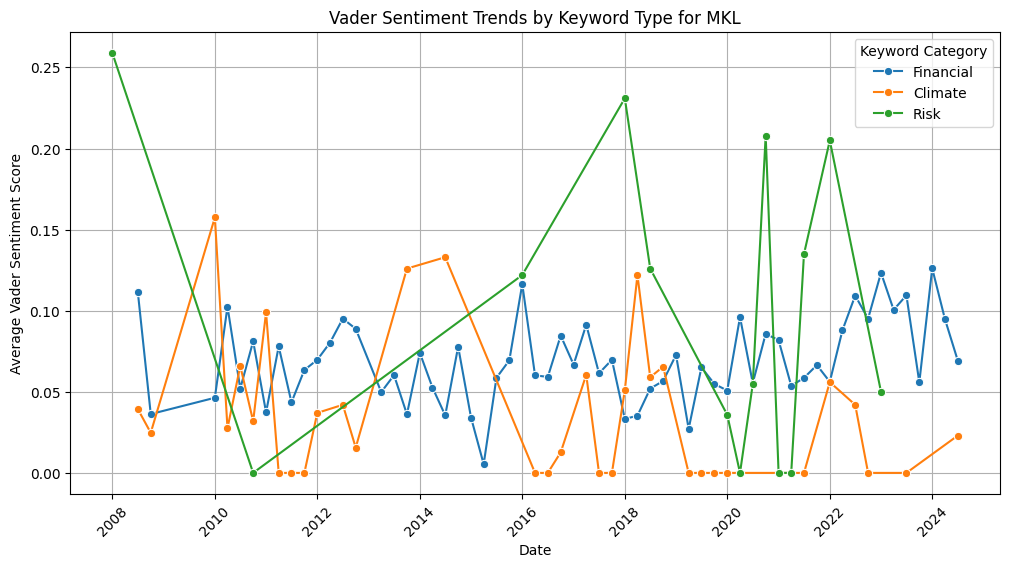 Vader Sentiment Trends by Keyword Type for MKL
Keyword Category
Financial
Climate
Risk
Average Vader Sentiment Score
0.25
0.20
0.15
0.10
0.05
0.00
2008
2010
2012
2014
2016
2018
2020
2022
2024
Date